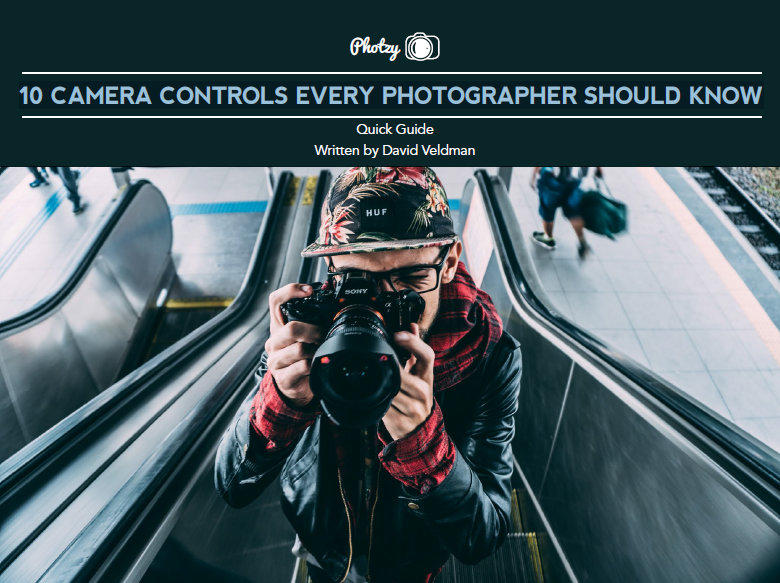 Photzy
10 CAMERA CONTROLS EVERY PHOTOGRAPHER SHOULD KNOW
Quick Guide
Written by David Veldman
HUF
SONY
α